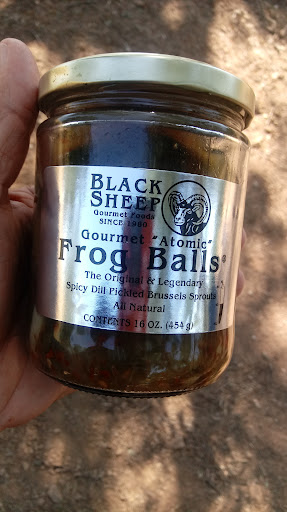 BLACK
SHEEP
Gourmet Foods
SINCE 1980
Gourmet "Atomic"
Frog Balls®
The Original & Legendary
Spicy Dill Pickled Brussels Sprouts
All Natural
CONTENTS 16 OZ. (454 g)